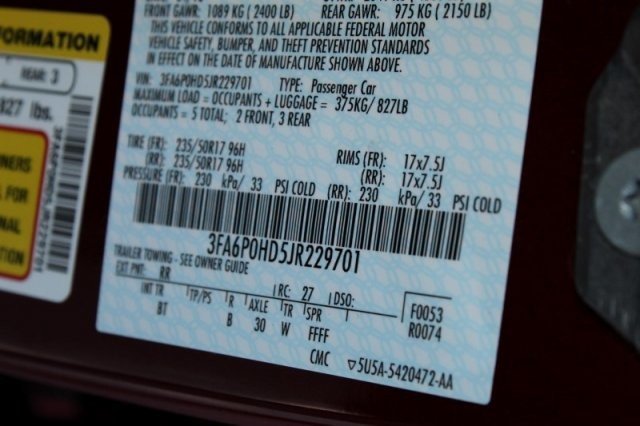 FRONT GAWR: 1089 KG (2400 LB) REAR GAWR: 975 KG (2150 LB)
THIS VEHICLE CONFORMS TO ALL APPLICABLE FEDERAL MOTOR
VEHICLE SAFETY, BUMPER, AND THEFT PREVENTION STANDARDS
IN EFFECT ON THE DATE OF MANUFACTURE SHOWN ABOVE.
VIN: 3FA6P0HD5JR229701 TYPE: Passenger Car
MAXIMUM LOAD = OCCUPANTS + LUGGAGE = 375KG/ 827LB
OCCUPANTS = 5 TOTAL; 2 FRONT, 3 REAR
TIRE (FR): 235/50R17 96H RIMS (FR): 17x7.5J
(RR): 235/50R17 96H (RR): 17x7.5J
PRESSURE (FR): 230 kPa/ 33 PSI COLD (RR): 230 kPa/ 33 PSI COLD
3FA6P0HD5JR229701
TRAILER TOWING - SEE OWNER GUIDE
EXT PNT: RR RC: 27 DSO: F0053
INT TR TP/PS R AXLE TR SPR R0074
BT B 30 W FFFF
CMC ▽5U5A-5420472-AA
ORMATION
REAR: 3
827 lbs.
3FA6P0HD5JR229701
NERS
FOR
NAL
TION